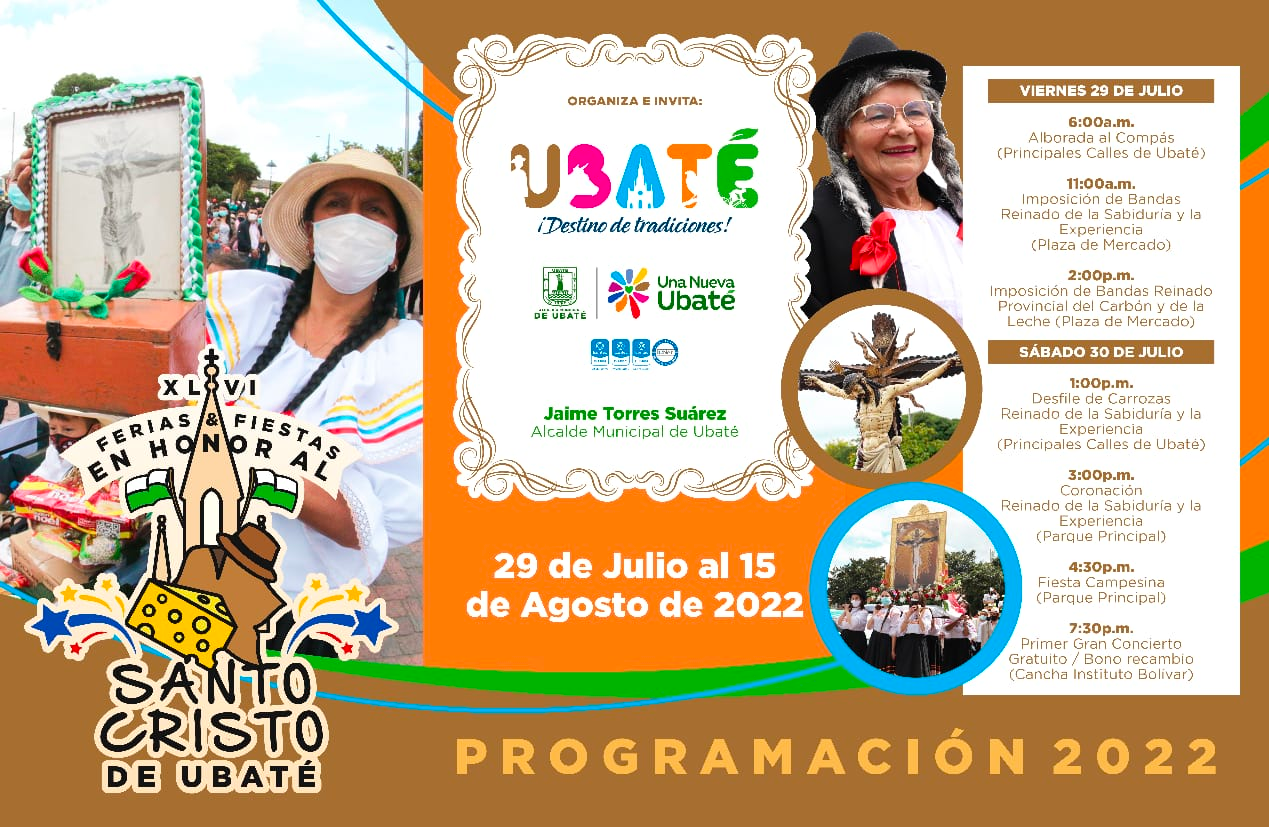 XLVI
FERIAS & FIESTAS
EN HONOR AL
SANTO
CRISTO
DE UBATÉ
ORGANIZA E INVITA:
UBATÉ
¡Destino de tradiciones!
DE UBATÉ
Una Nueva
Ubaté
Jaime Torres Suárez
Alcalde Municipal de Ubaté
29 de Julio al 15
de Agosto de 2022
VIERNES 29 DE JULIO
6:00a.m.
Alborada al Compás
(Principales Calles de Ubaté)
11:00a.m.
Imposición de Bandas
Reinado de la Sabiduría y la
Experiencia
(Plaza de Mercado)
2:00p.m.
Imposición de Bandas Reinado
Provincial del Carbón y de la
Leche (Plaza de Mercado)
SÁBADO 30 DE JULIO
1:00p.m.
Desfile de Carrozas
Reinado de la Sabiduría y la
Experiencia
(Principales Calles de Ubaté)
3:00p.m.
Coronación
Reinado de la Sabiduría y la
Experiencia
(Parque Principal)
4:30p.m.
Fiesta Campesina
(Parque Principal)
7:30p.m.
Primer Gran Concierto
Gratuito / Bono recambio
(Cancha Instituto Bolívar)
PROGRAMACIÓN 2022